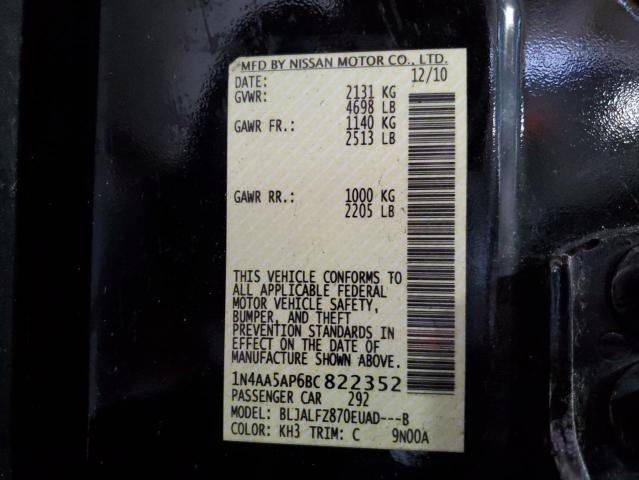 MFD BY NISSAN MOTOR CO., LTD.
DATE: 12/10
GVWR: 2131 KG
4698 LB
GAWR FR.: 1140 KG
2513 LB
GAWR RR.: 1000 KG
2205 LB
THIS VEHICLE CONFORMS TO
ALL APPLICABLE FEDERAL
MOTOR VEHICLE SAFETY,
BUMPER, AND THEFT
PREVENTION STANDARDS IN
EFFECT ON THE DATE OF
MANUFACTURE SHOWN ABOVE.
1N4AA5AP6BC822352
PASSENGER CAR 292
MODEL: BLJALFZ870EUAD---B
COLOR: KH3 TRIM: C 9N00A